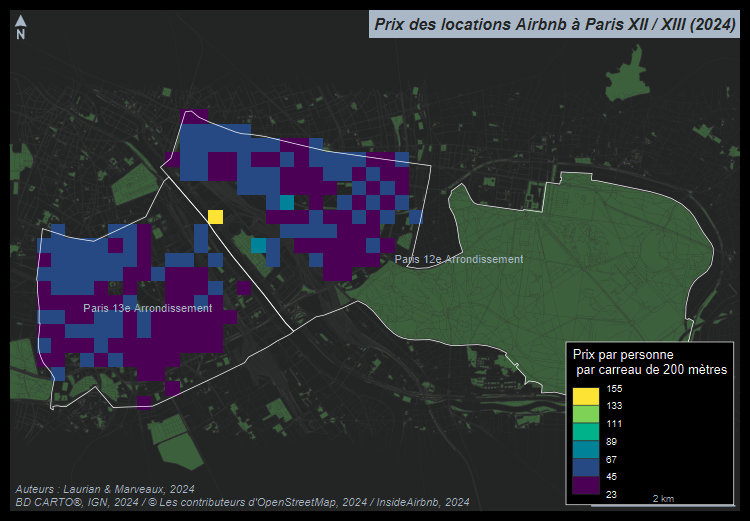 Prix des locations Airbnb à Paris XII / XIII (2024)
N
Paris 12e Arrondissement
Paris 13e Arrondissement
Prix par personne
par carreau de 200 mètres
155
133
111
89
67
45
23
2 km
Auteurs : Laurian & Marveaux, 2024
BD CARTO®, IGN, 2024 / © Les contributeurs d'OpenStreetMap, 2024 / InsideAirbnb, 2024